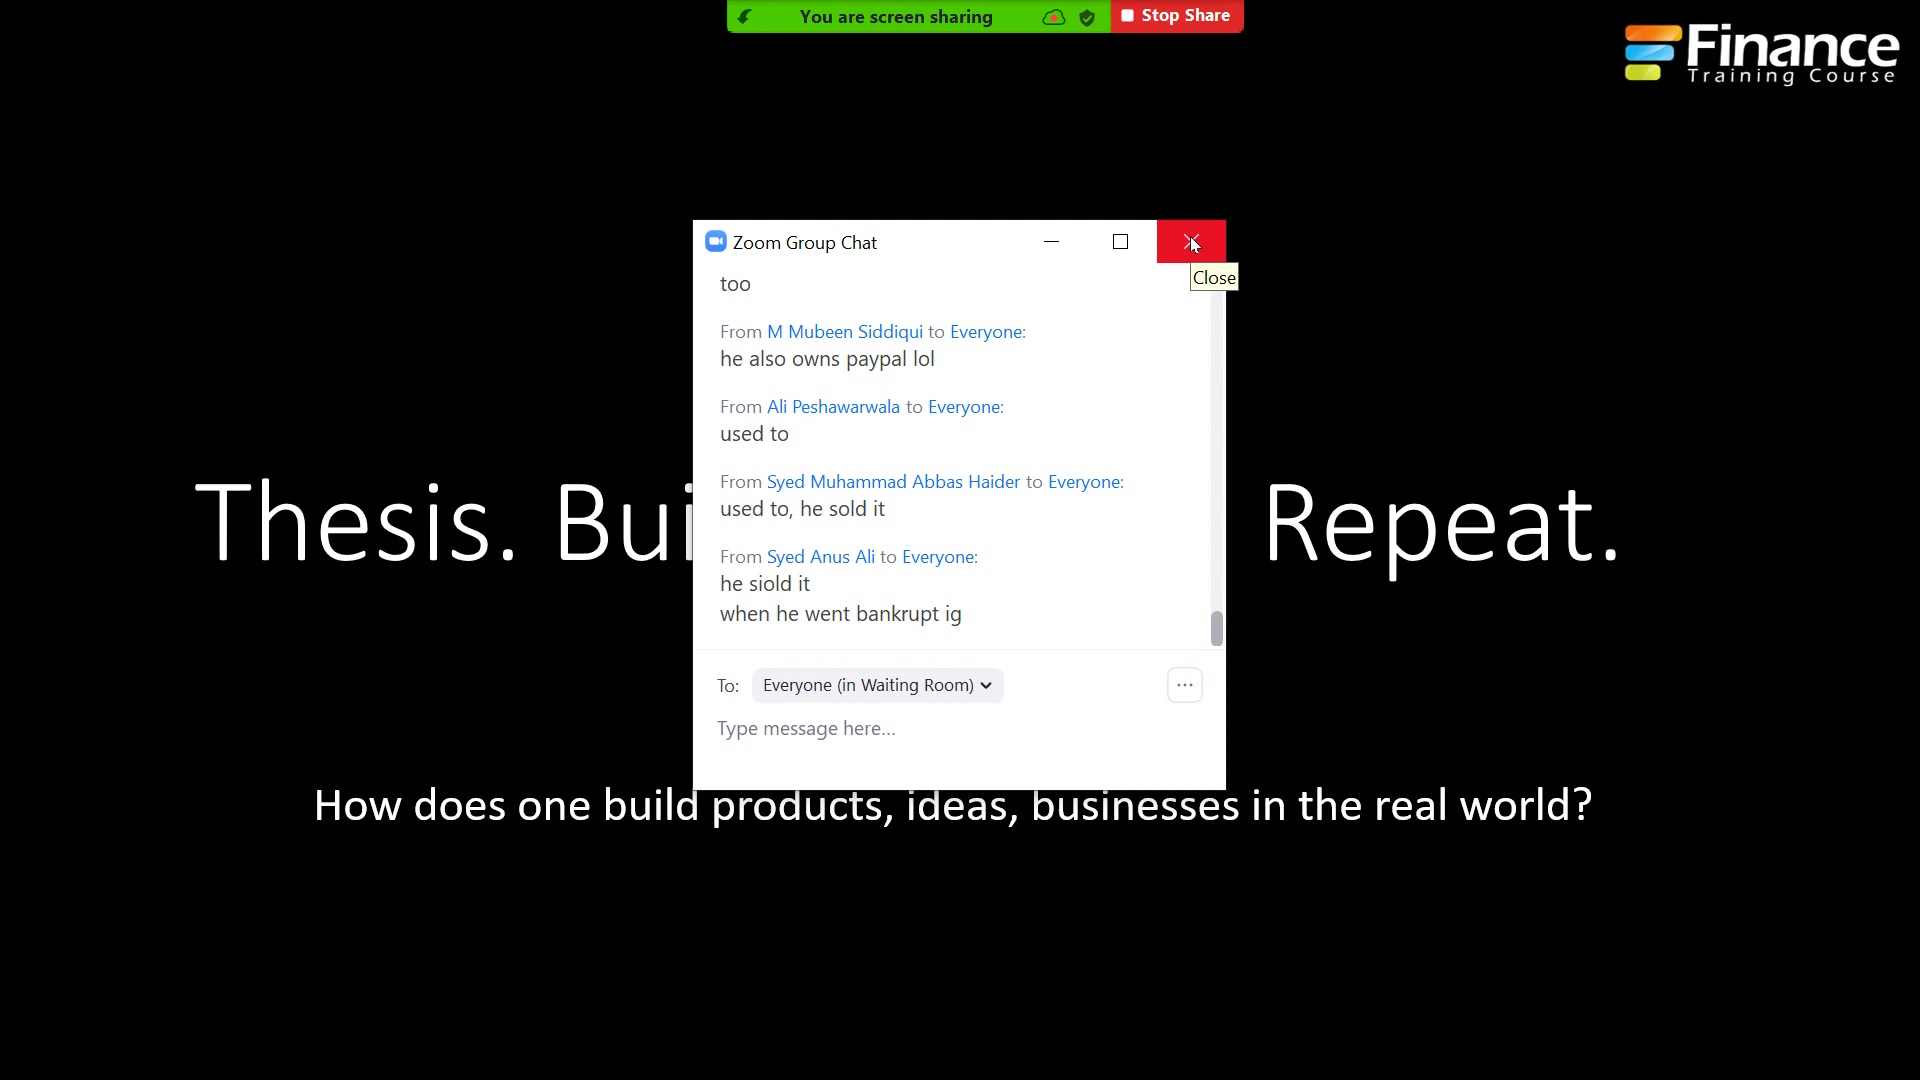 You are screen sharing
Stop Share
Finance
Training Course
Zoom Group Chat
Close
too
From M Mubeen Siddiqui to Everyone:
he also owns paypal lol
From Ali Peshawarwala to Everyone:
used to
From Syed Muhammad Abbas Haider to Everyone:
used to, he sold it
From Syed Anus Ali to Everyone:
he siold it
when he went bankrupt ig
Thesis. Bui Repeat.
To: Everyone (in Waiting Room)
Type message here...
How does one build products, ideas, businesses in the real world?